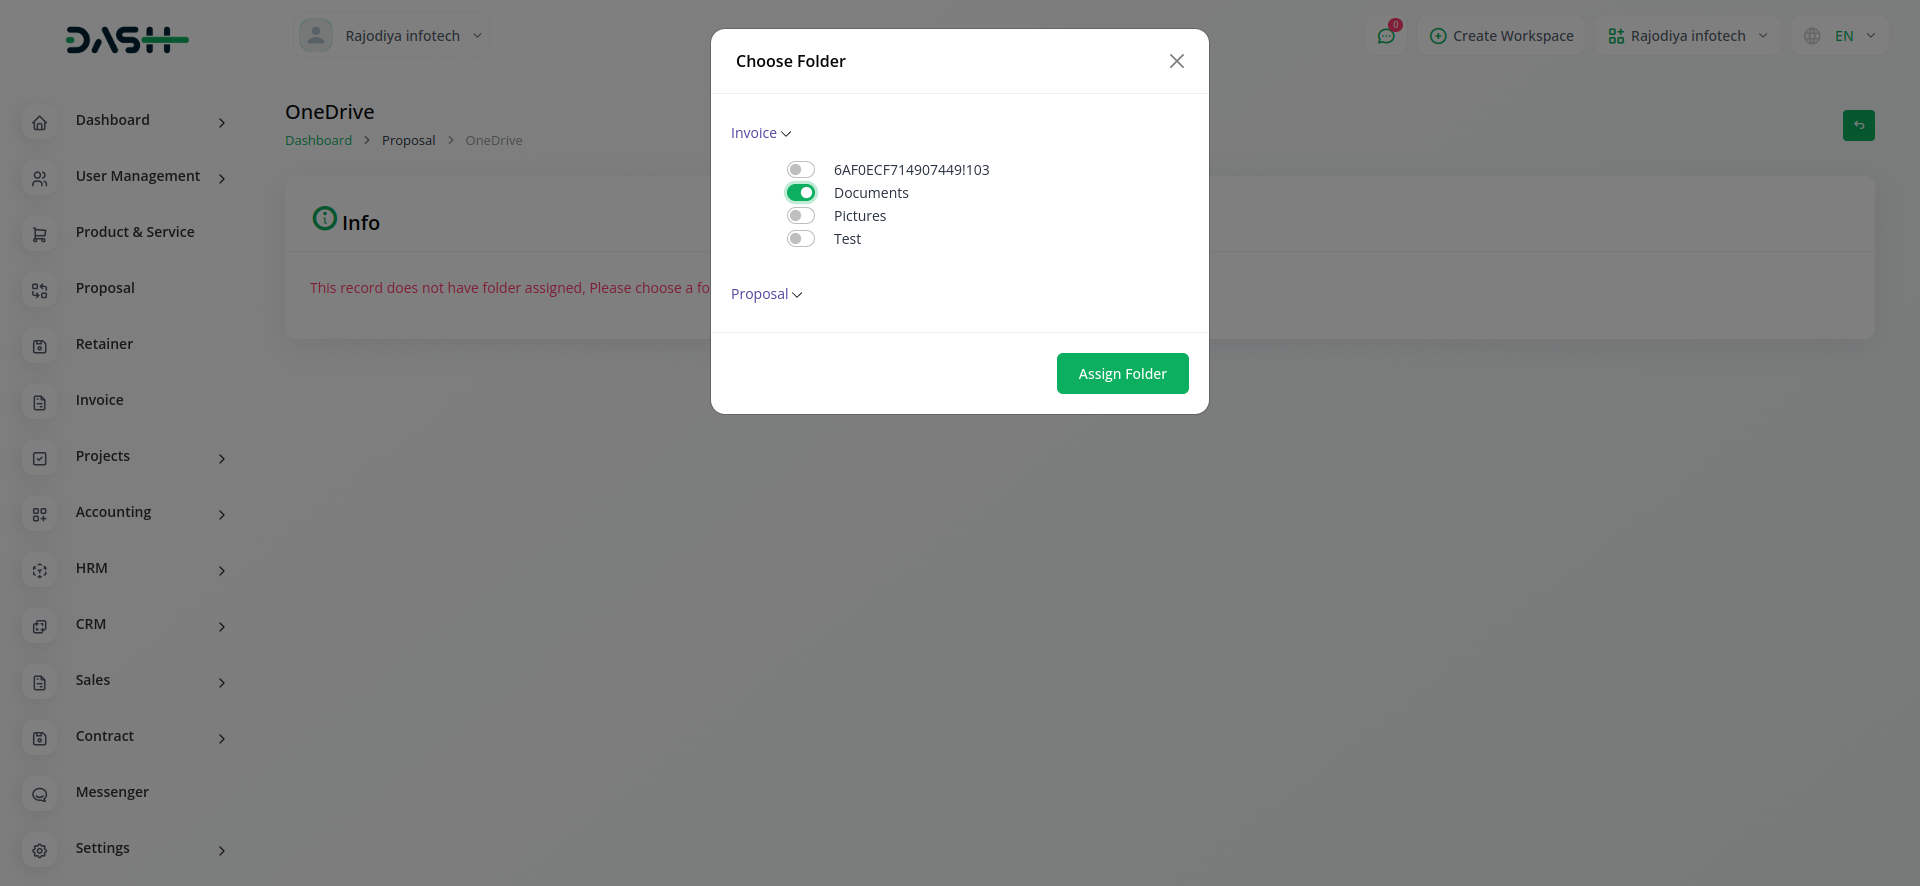 DASH
Rajodiya infotech
0
Create Workspace
Rajodiya infotech
EN
Dashboard
User Management
Product & Service
Proposal
Retainer
Invoice
Projects
Accounting
HRM
CRM
Sales
Contract
Messenger
Settings
OneDrive
Dashboard > Proposal > OneDrive
Info
This record does not have folder assigned, Please choose a fo
Choose Folder
Invoice
6AF0ECF714907449!103
Documents
Pictures
Test
Proposal
Assign Folder